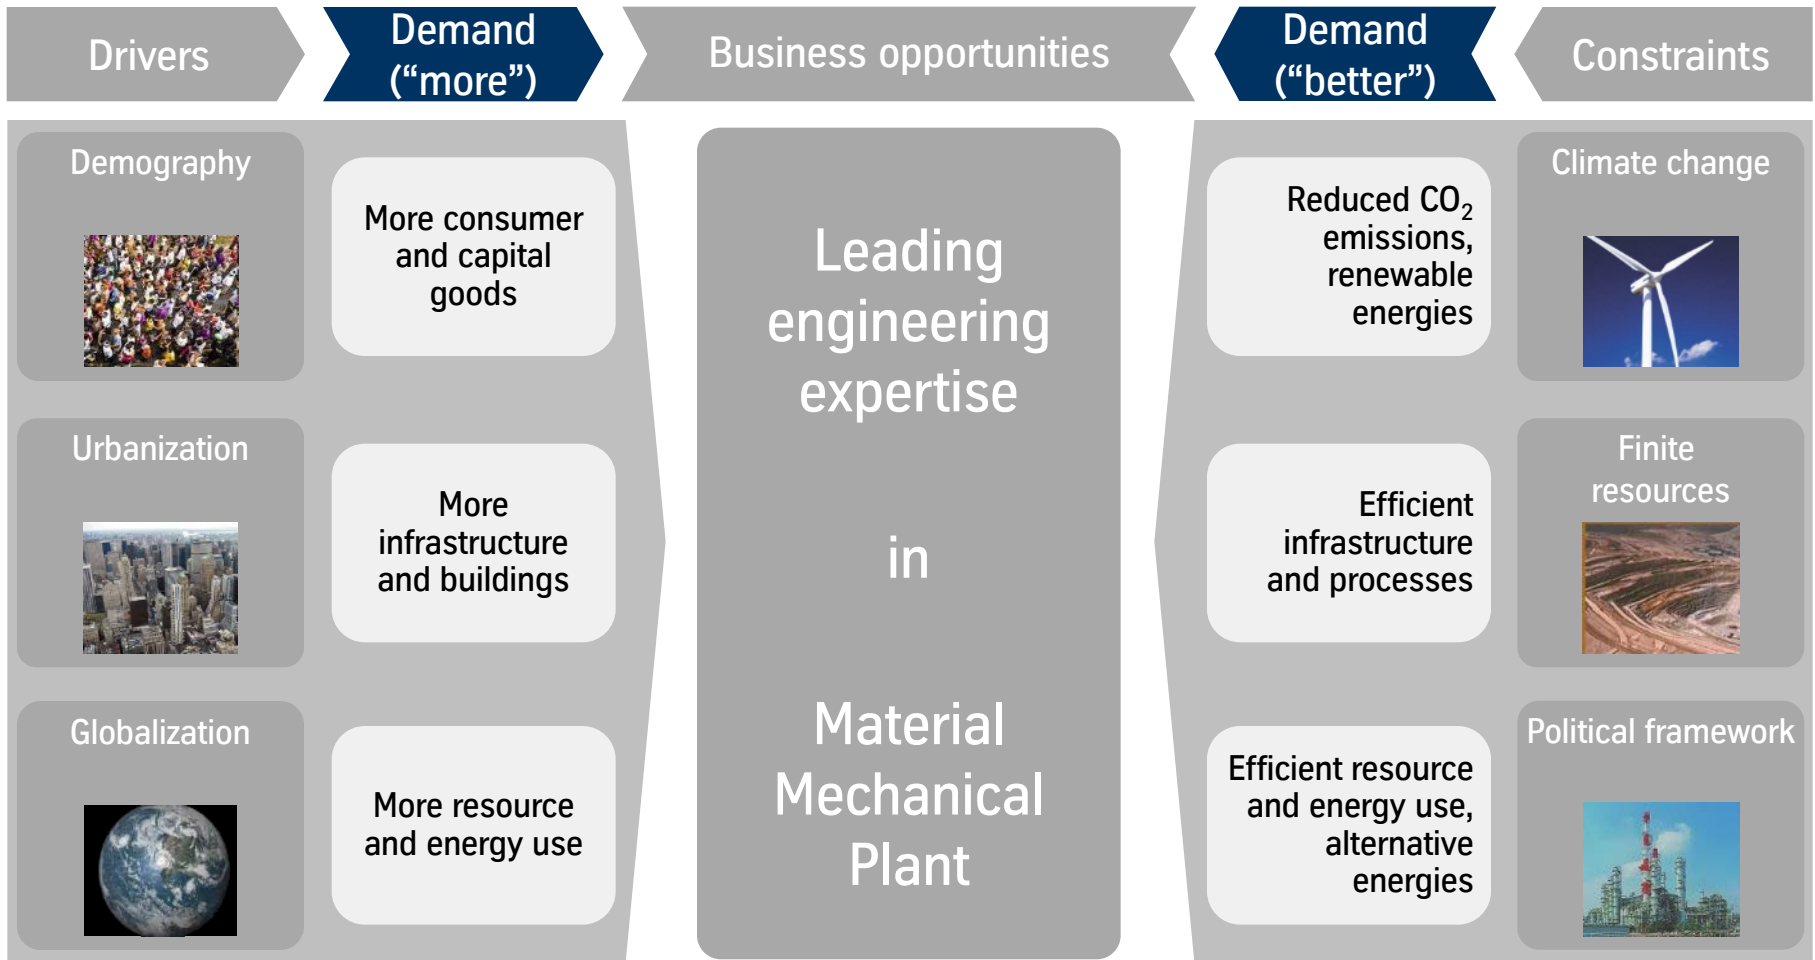 Drivers
Demand
(“more”)
Business opportunities
Demand
(“better”)
Constraints
Demography
More consumer
and capital
goods
Urbanization
More
infrastructure
and buildings
Globalization
More resource
and energy use
Leading
engineering
expertise
in
Material
Mechanical
Plant
Reduced CO₂
emissions,
renewable
energies
Climate change
Efficient
infrastructure
and processes
Finite
resources
Efficient resource
and energy use,
alternative
energies
Political framework